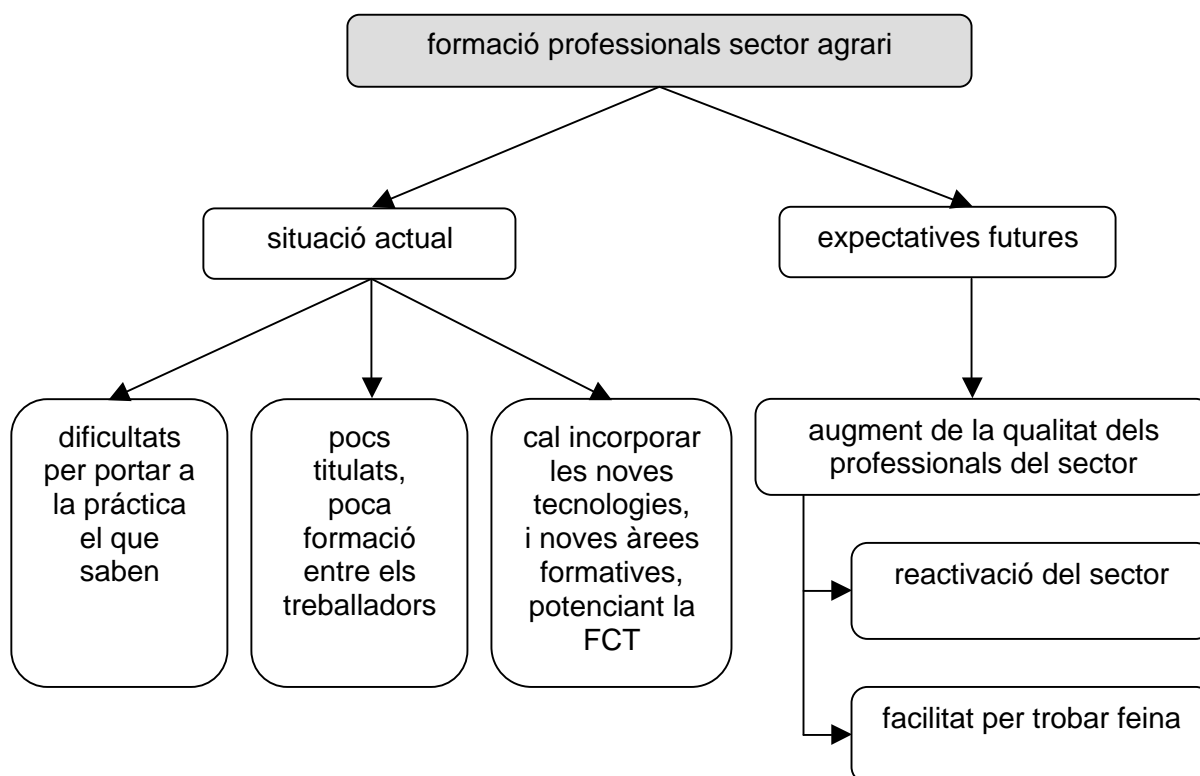 formació professionals sector agrari
situació actual
expectatives futures
dificultats
per portar a
la práctica
el que
saben
pocs
titulats,
poca
formació
entre els
treballadors
cal incorporar
les noves
tecnologies,
i noves àrees
formatives,
potenciant la
FCT
augment de la qualitat dels
professionals del sector
reactivació del sector
facilitat per trobar feina